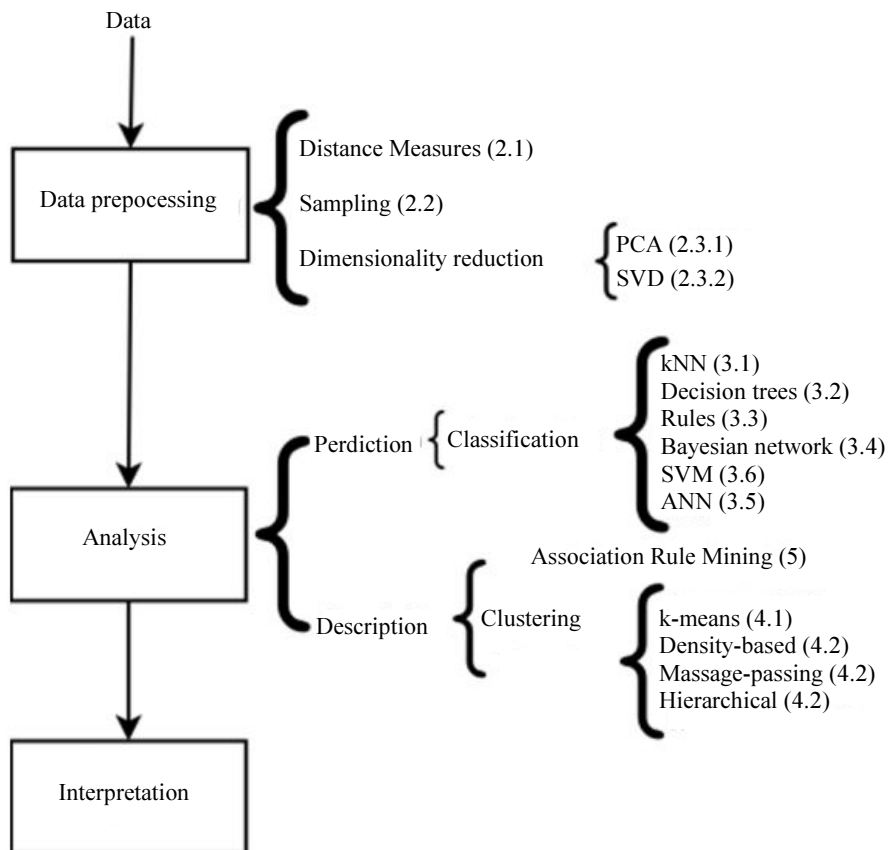 Data
Data prepocessing
Distance Measures (2.1)
Sampling (2.2)
Dimensionality reduction
PCA (2.3.1)
SVD (2.3.2)
Analysis
Perdiction
Classification
kNN (3.1)
Decision trees (3.2)
Rules (3.3)
Bayesian network (3.4)
SVM (3.6)
ANN (3.5)
Description
Association Rule Mining (5)
Clustering
k-means (4.1)
Density-based (4.2)
Massage-passing (4.2)
Hierarchical (4.2)
Interpretation